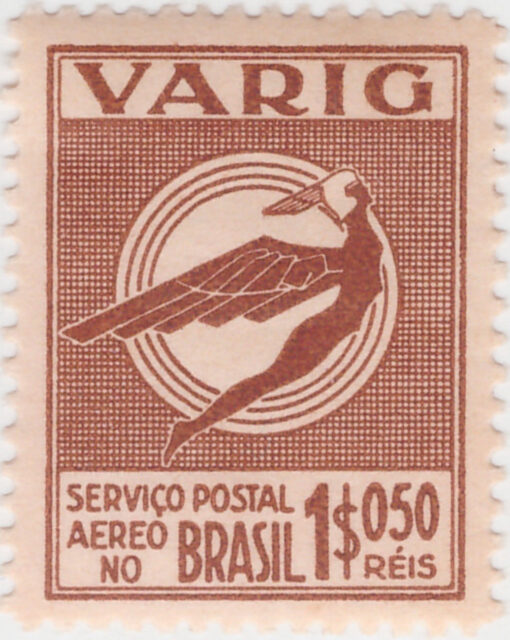 VARIG
SERVIÇO POSTAL
AEREO
NO BRASIL
1$050
RÉIS